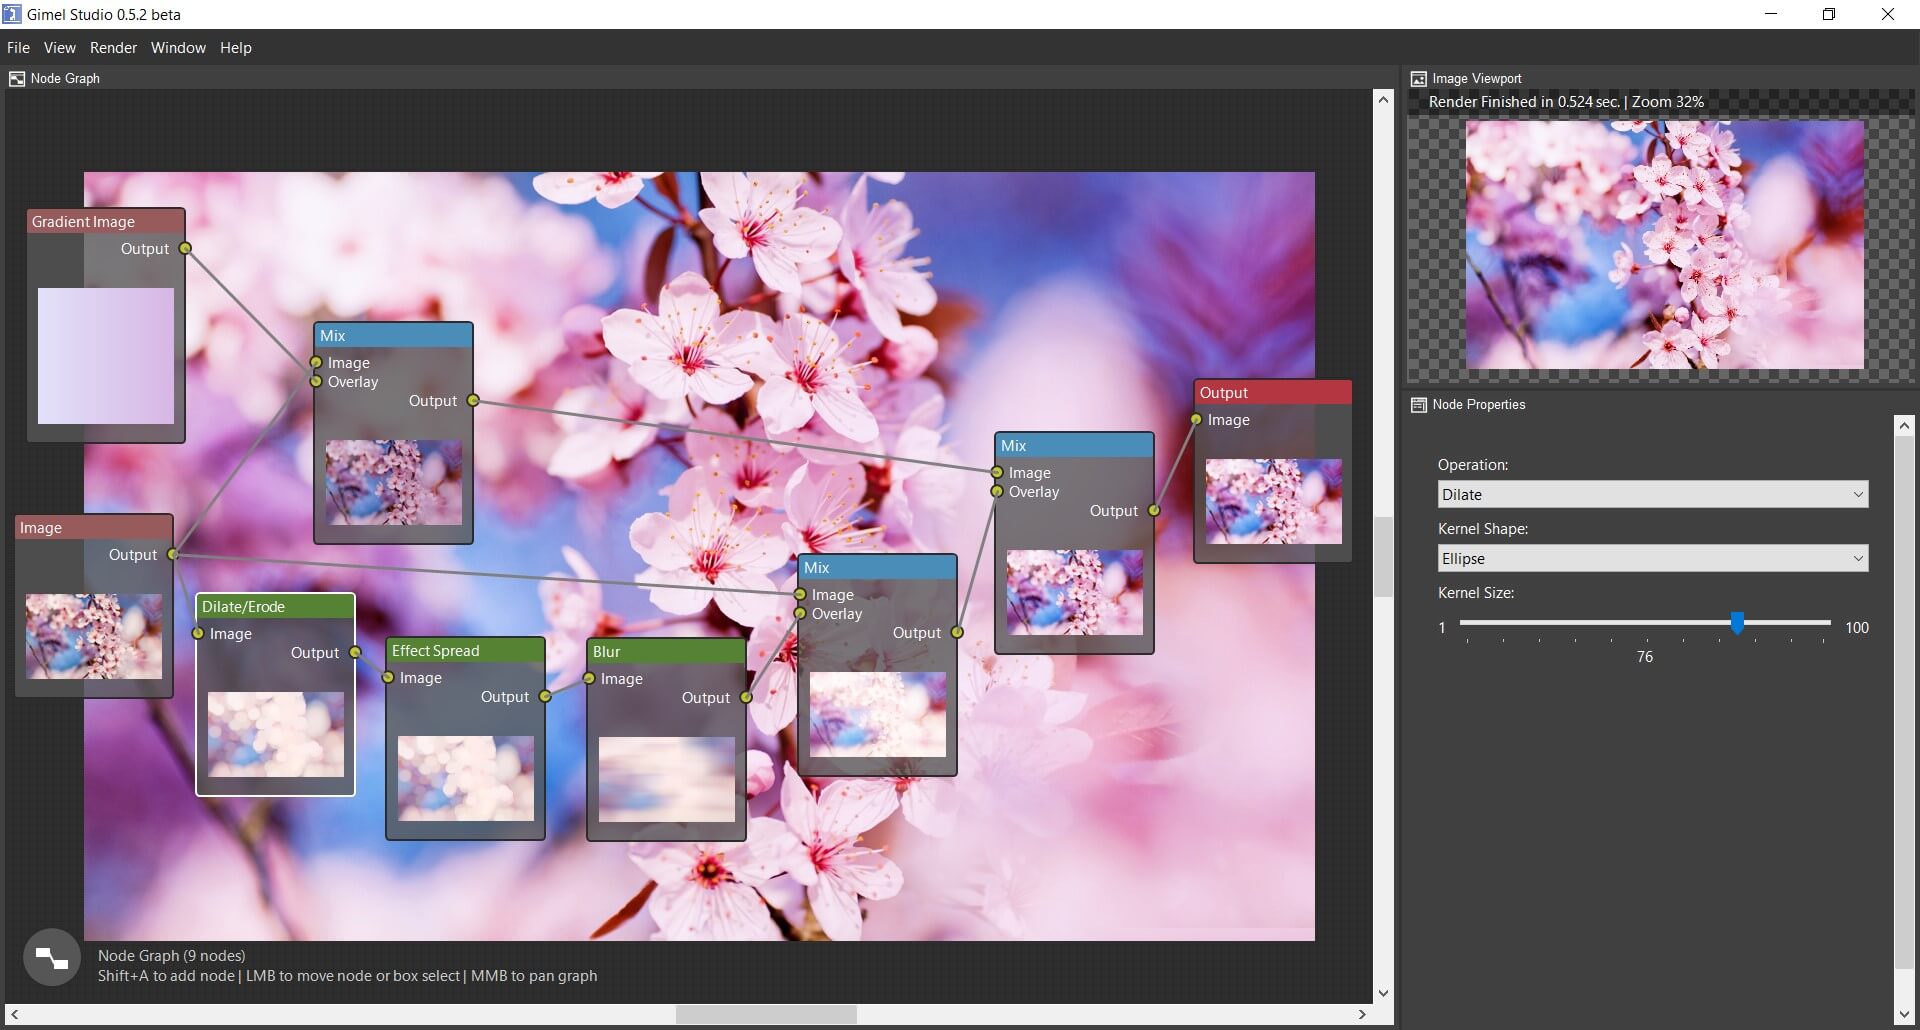 Gimel Studio 0.5.2 beta
File View Render Window Help
Node Graph
Gradient Image
Output
Mix
Image
Overlay
Output
Image
Output
Dilate/Erode
Image
Output
Effect Spread
Image
Output
Blur
Image
Output
Mix
Image
Overlay
Output
Mix
Image
Overlay
Output
Output
Image
Node Graph (9 nodes)
Shift+A to add node | LMB to move node or box select | MMB to pan graph
Image Viewport
Render Finished in 0.524 sec. | Zoom 32%
Node Properties
Operation:
Dilate
Kernel Shape:
Ellipse
Kernel Size:
1 100
76